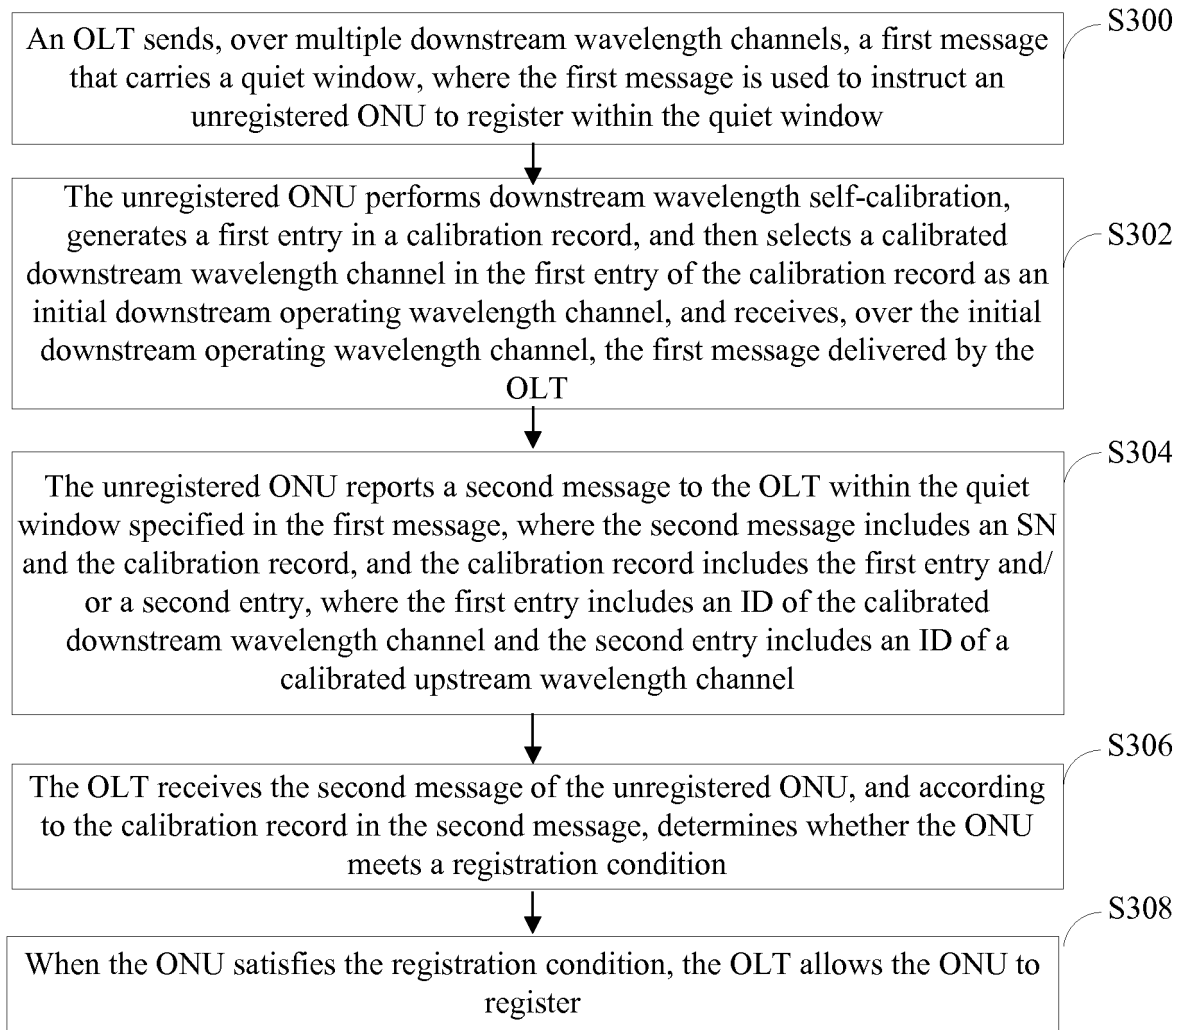 An OLT sends, over multiple downstream wavelength channels, a first message
that carries a quiet window, where the first message is used to instruct an
unregistered ONU to register within the quiet window
S300
The unregistered ONU performs downstream wavelength self-calibration,
generates a first entry in a calibration record, and then selects a calibrated
downstream wavelength channel in the first entry of the calibration record as an
initial downstream operating wavelength channel, and receives, over the initial
downstream operating wavelength channel, the first message delivered by the
OLT
S302
The unregistered ONU reports a second message to the OLT within the quiet
window specified in the first message, where the second message includes an SN
and the calibration record, and the calibration record includes the first entry and/
or a second entry, where the first entry includes an ID of the calibrated
downstream wavelength channel and the second entry includes an ID of a
calibrated upstream wavelength channel
S304
The OLT receives the second message of the unregistered ONU, and according
to the calibration record in the second message, determines whether the ONU
meets a registration condition
S306
When the ONU satisfies the registration condition, the OLT allows the ONU to
register
S308